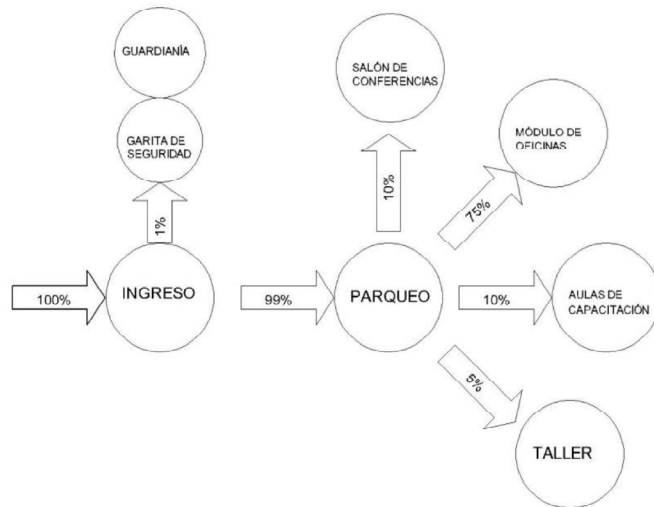 GUARDIANÍA
GARITA DE
SEGURIDAD
1%
100%
INGRESO
99%
PARQUEO
SALÓN DE
CONFERENCIAS
10%
MÓDULO DE
OFICINAS
75%
10%
AULAS DE
CAPACITACIÓN
5%
TALLER